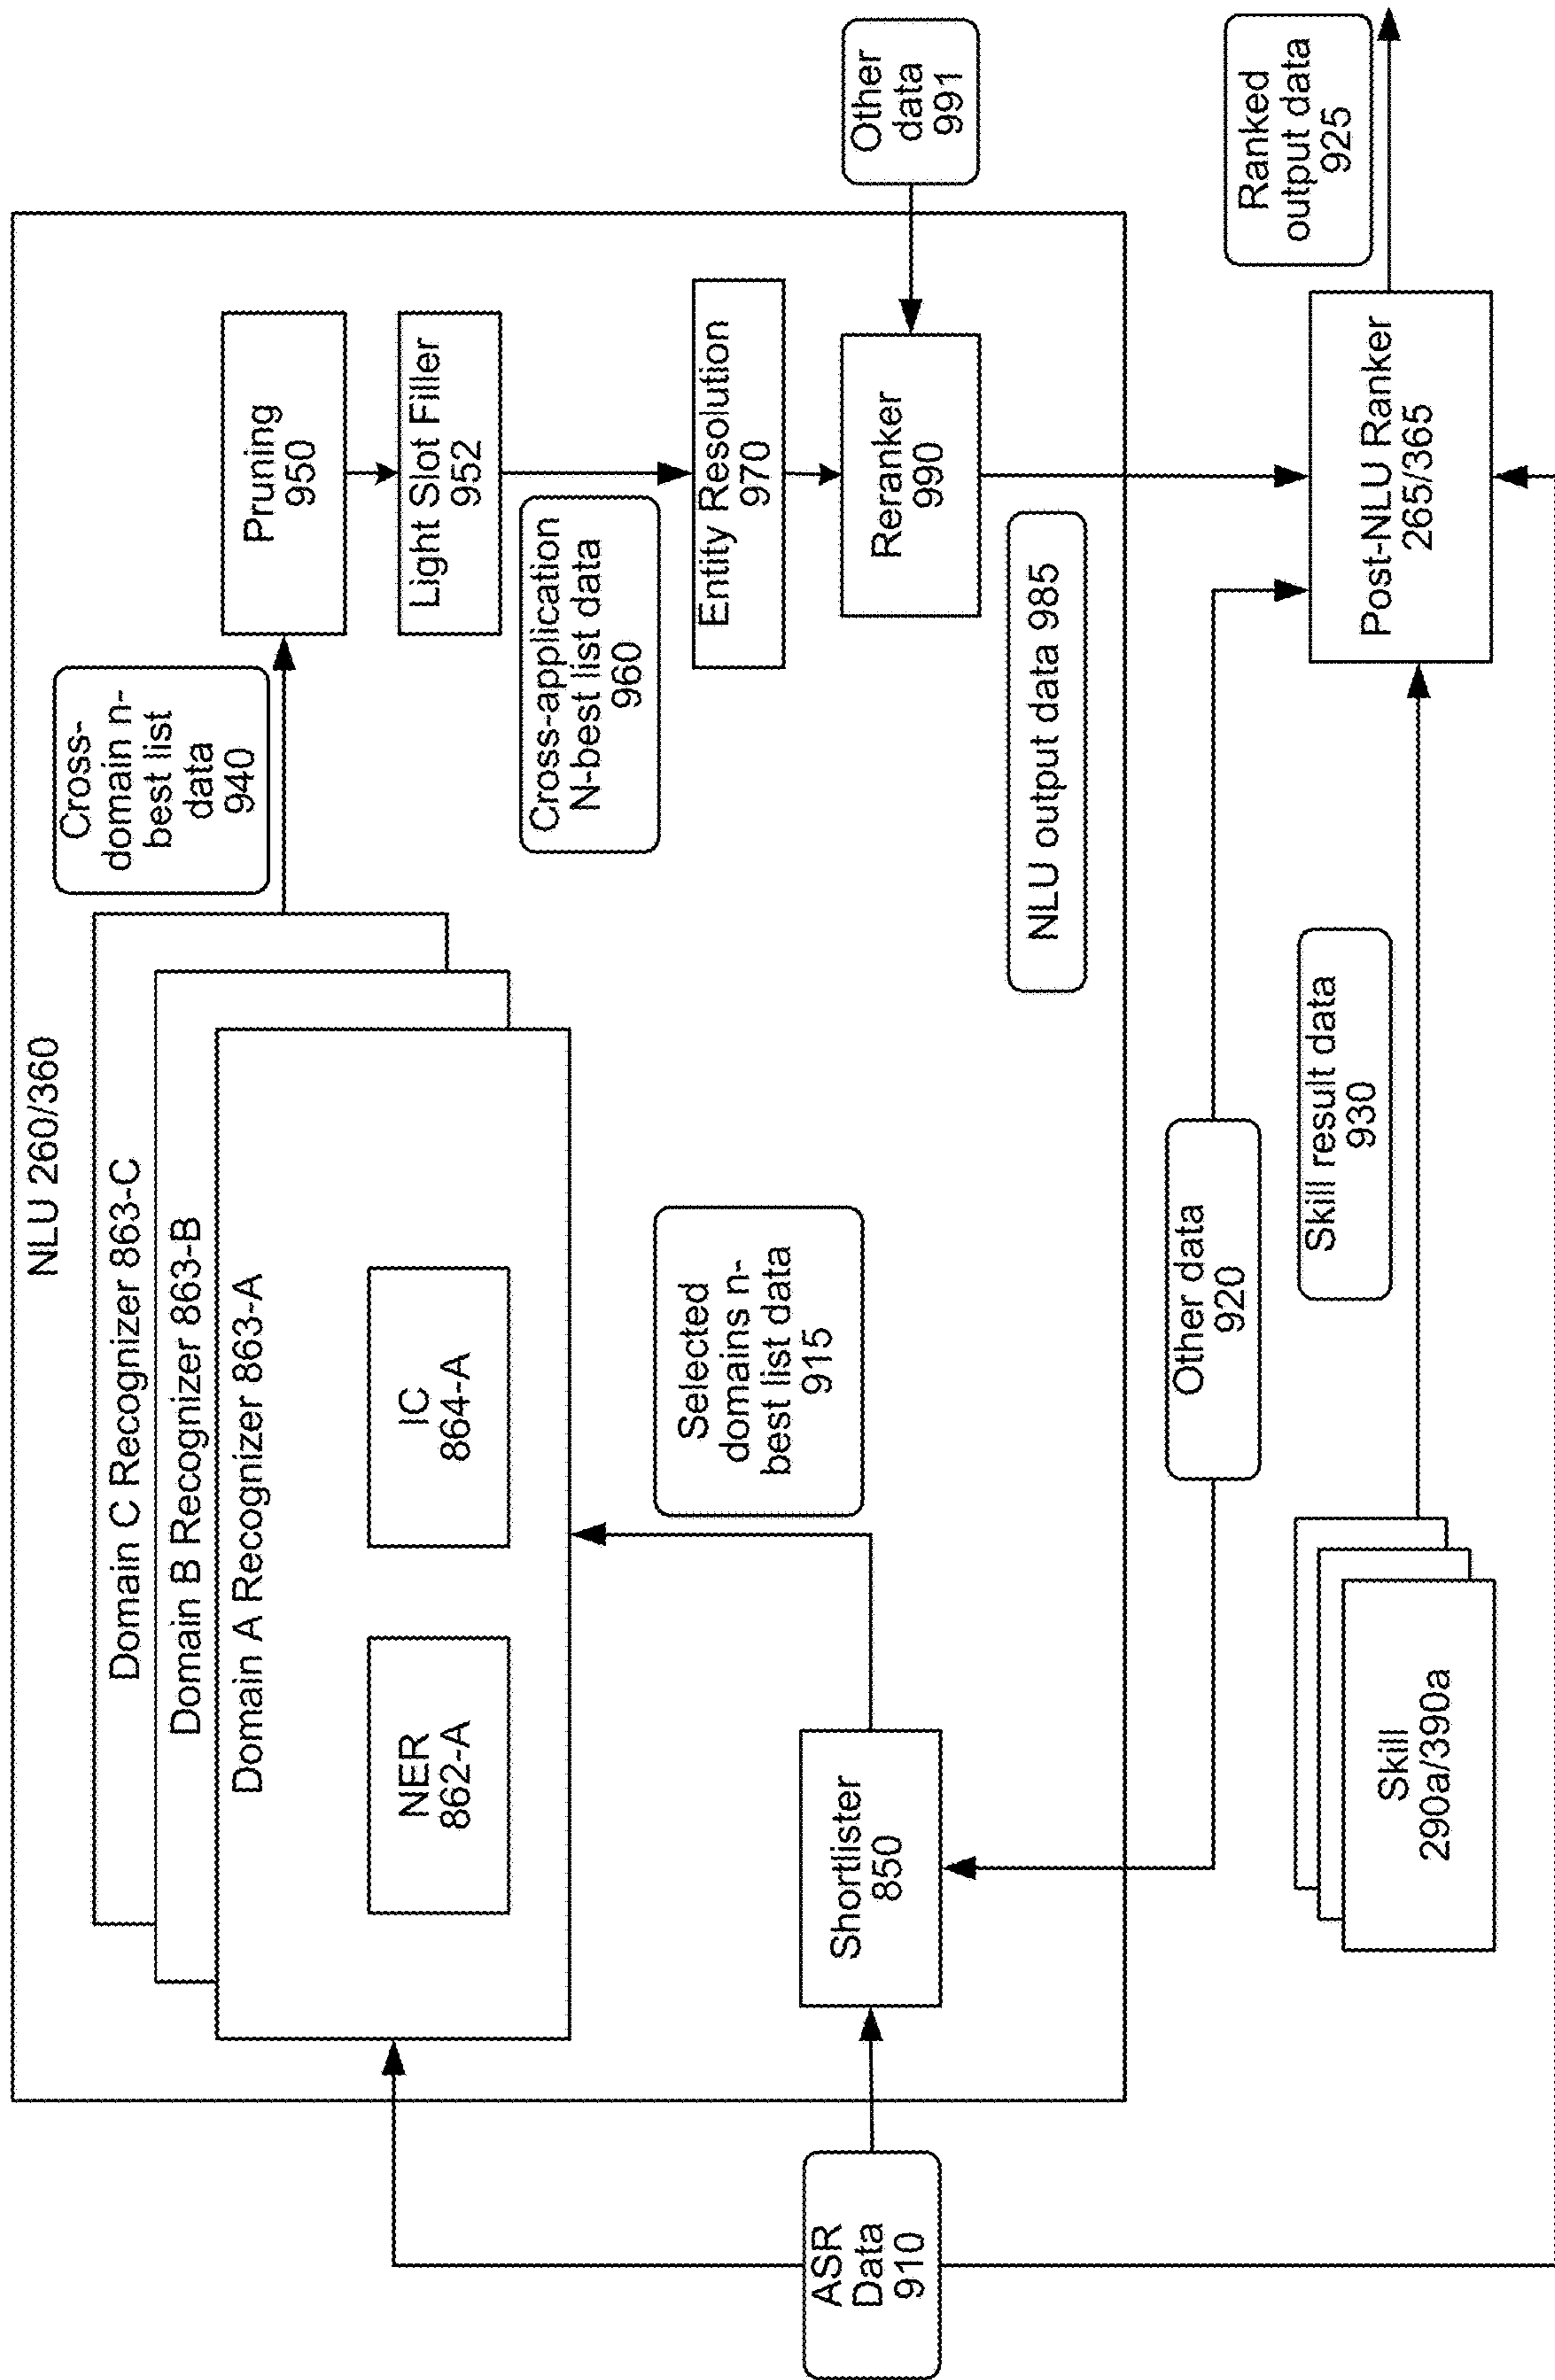 NLU 260/360
Domain C Recognizer 863-C
Domain B Recognizer 863-B
Domain A Recognizer 863-A
NER
862-A
IC
864-A
Cross-
domain n-
best list
data
940
Pruning
950
Light Slot Filler
952
Cross-application
N-best list data
960
Entity Resolution
970
Reranker
990
Other
data
991
ASR
Data
910
Shortlister
850
Selected
domains n-
best list data
915
NLU output data 985
Other data
920
Skill
290a/390a
Skill result data
930
Post-NLU Ranker
265/365
Ranked
output data
925